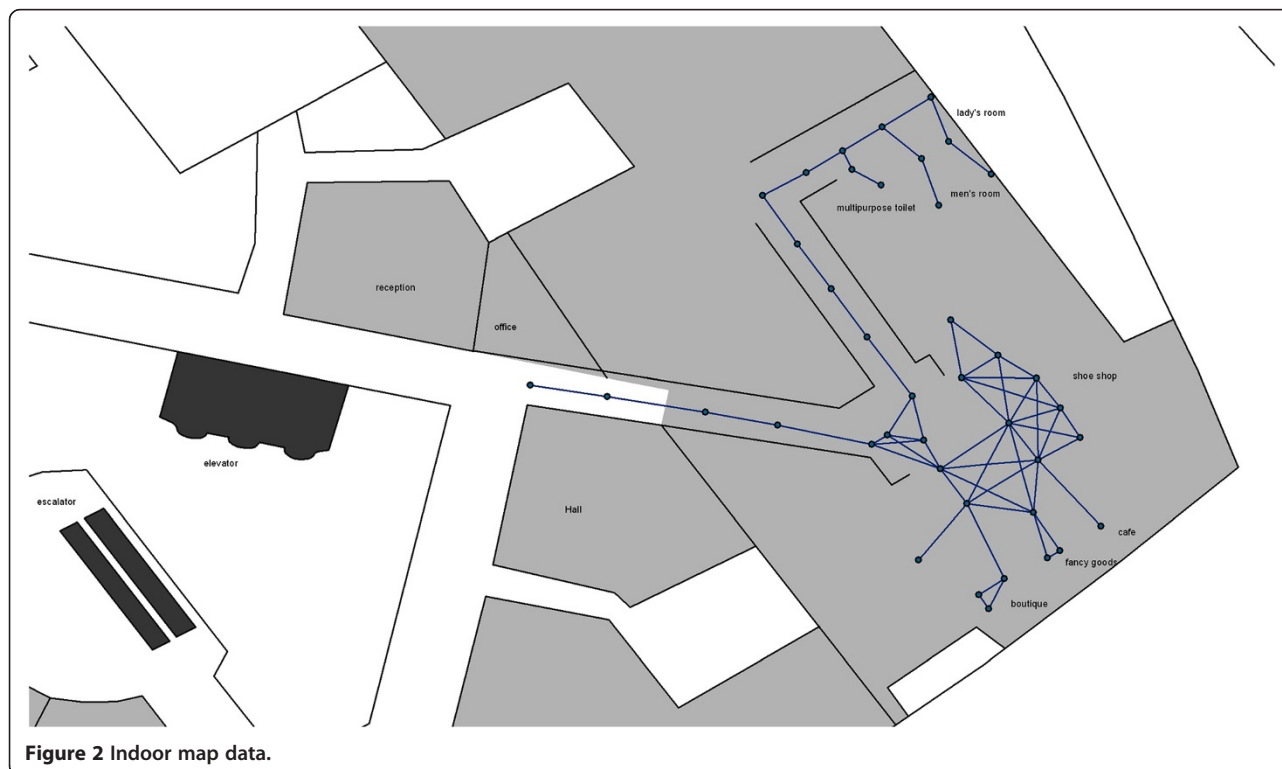 lady's room
men's room
multipurpose toilet
reception
office
shoe shop
elevator
escalator
Hall
cafe
fancy goods
boutique
Figure 2 Indoor map data.